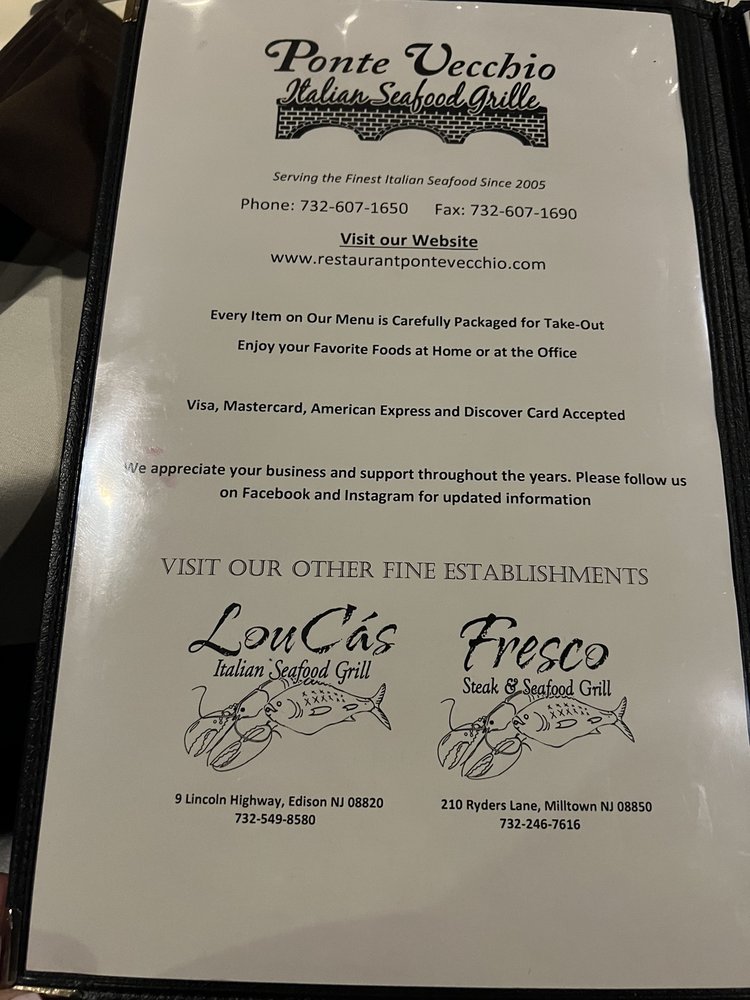 Ponte Vecchio
Italian Seafood Grille
Serving the Finest Italian Seafood Since 2005
Phone: 732-607-1650 Fax: 732-607-1690
Visit our Website
www.restaurantpontevecchio.com
Every Item on Our Menu is Carefully Packaged for Take-Out
Enjoy your Favorite Foods at Home or at the Office
Visa, Mastercard, American Express and Discover Card Accepted
We appreciate your business and support throughout the years. Please follow us
on Facebook and Instagram for updated information
VISIT OUR OTHER FINE ESTABLISHMENTS
LouCás
Italian Seafood Grill
9 Lincoln Highway, Edison NJ 08820
732-549-8580
Fresco
Steak & Seafood Grill
210 Ryders Lane, Milltown NJ 08850
732-246-7616